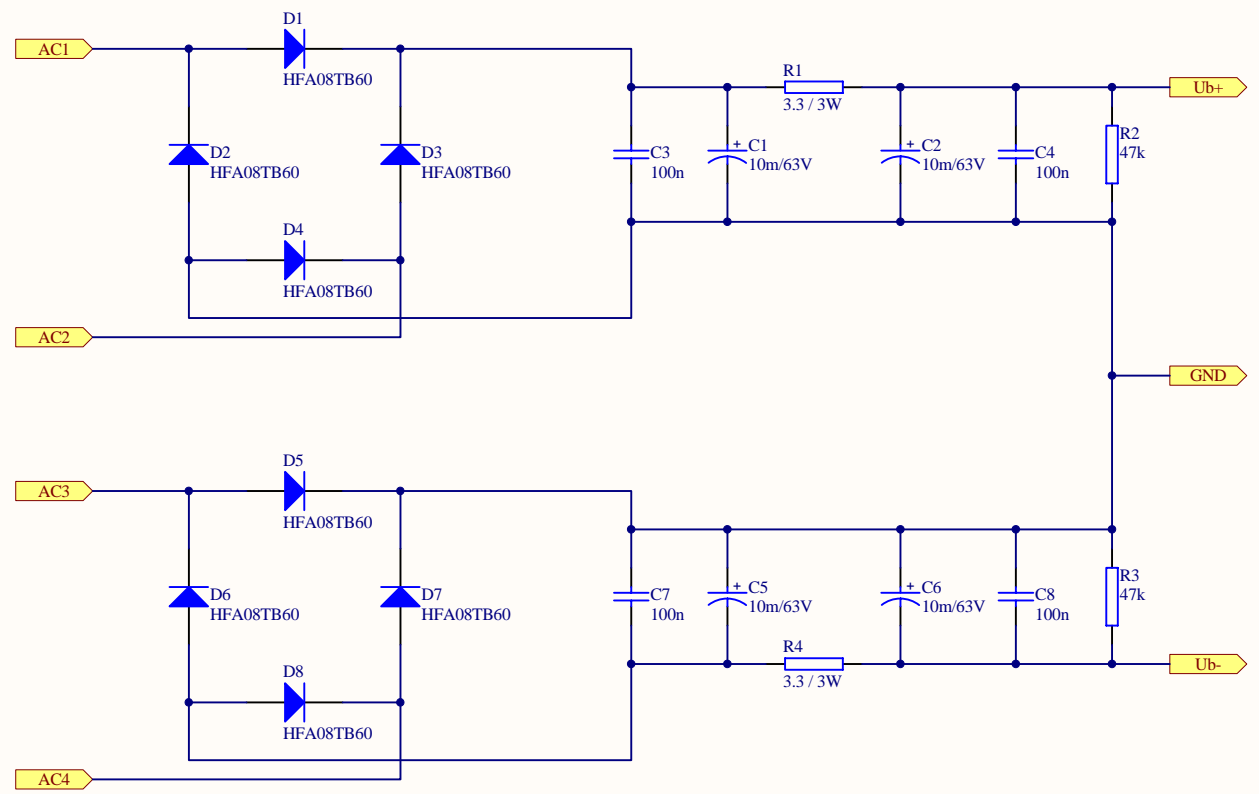 D1
AC1
HFA08TB60
R1
Ub+
3.3 / 3W
R2
47k
D2
HFA08TB60
D3
HFA08TB60
C3
100n
C1
10m/63V
C2
10m/63V
C4
100n
+
+
D4
HFA08TB60
AC2
GND
D5
AC3
HFA08TB60
R3
47k
D6
HFA08TB60
D7
HFA08TB60
C7
100n
+
C5
10m/63V
+
C6
10m/63V
C8
100n
R4
3.3 / 3W
Ub-
D8
HFA08TB60
AC4